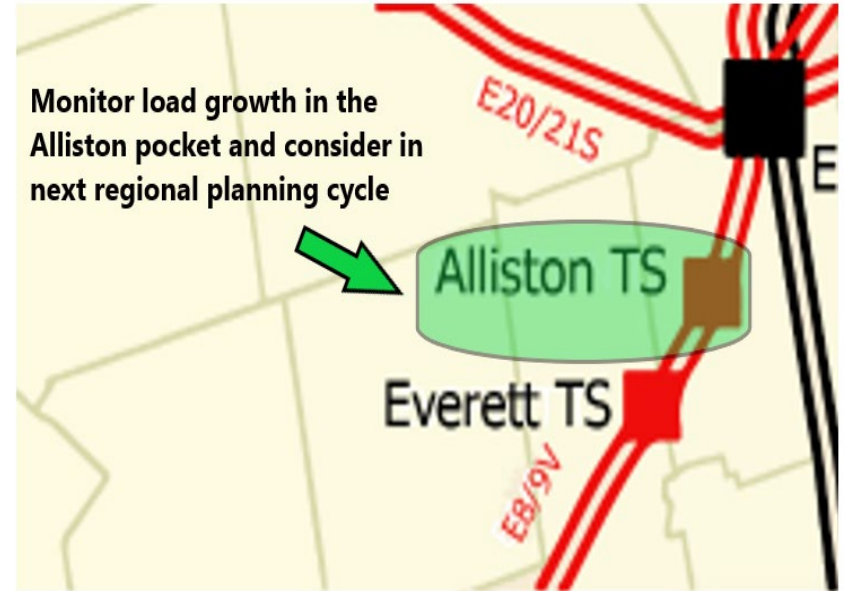 Monitor load growth in the
Alliston pocket and consider in
next regional planning cycle
E20/21S
E
Alliston TS
Everett TS
E8/9V